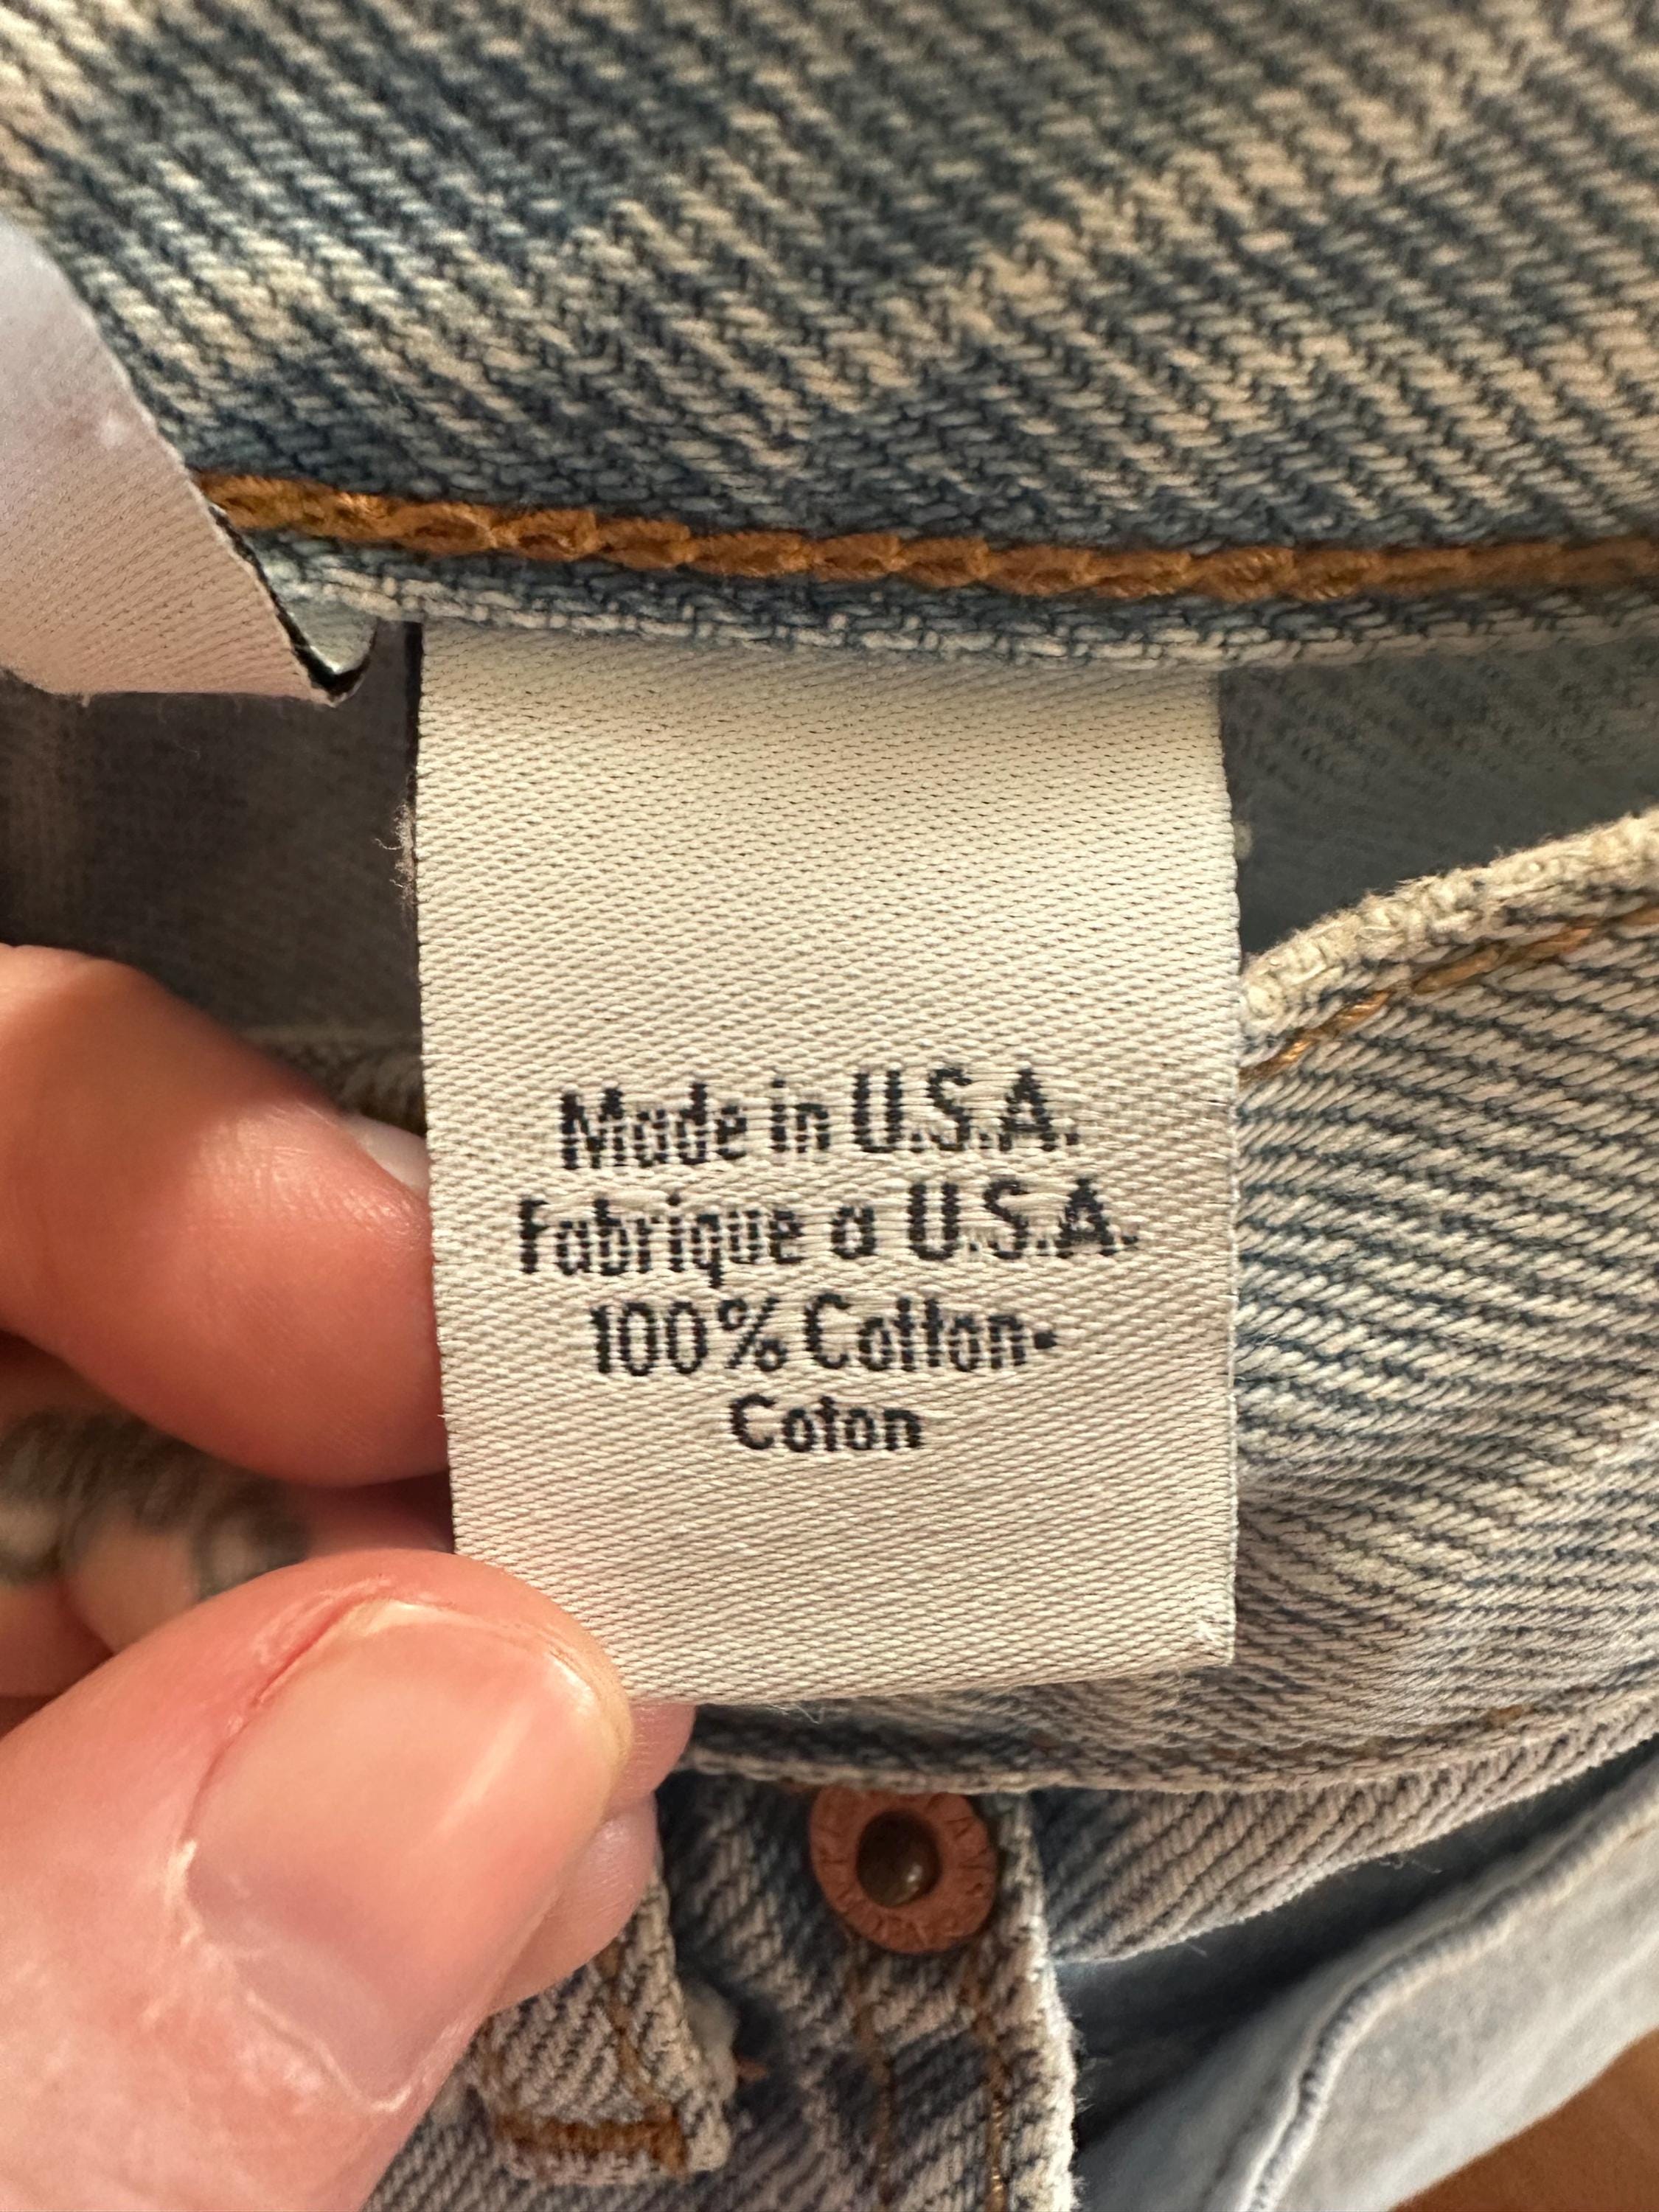 Made in U.S.A.
Fabrique a U.S.A.
100% Cotton•
Coton